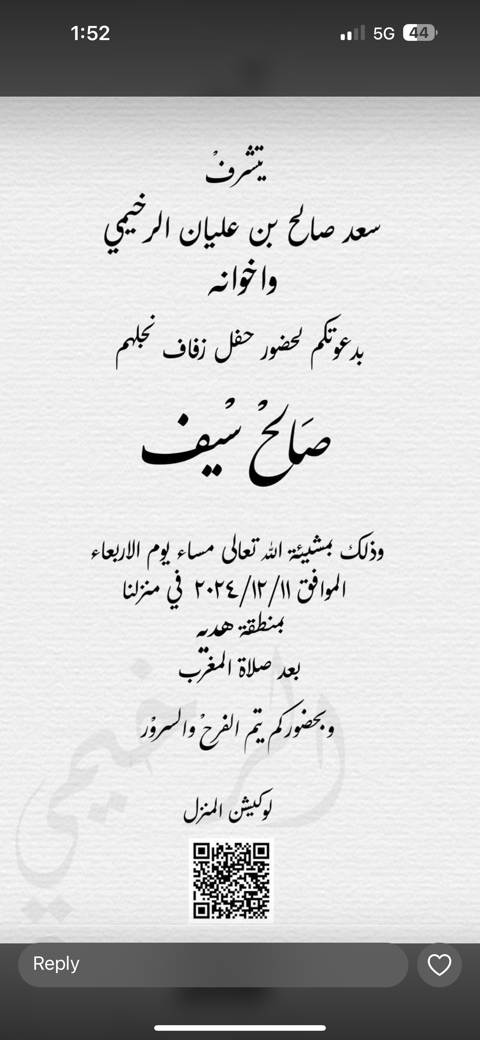 1:52 5G 44
يتشرف
سعد صالح بن عليان الرخيمي
واخوانه
بدعوتكم لحضور حفل زفاف نجلهم
صَالحْ سيْف
وذلك بمشيئة الله تعالى مساء يوم الاربعاء
الموافق ٢٠٢٤/١٢/١١ في منزلنا
بمنطقة هديه
بعد صلاة المغرب
وبحضوركم يتم الفرحْ والسروْر
الرخيمي
لوكيشن المنزل
Reply